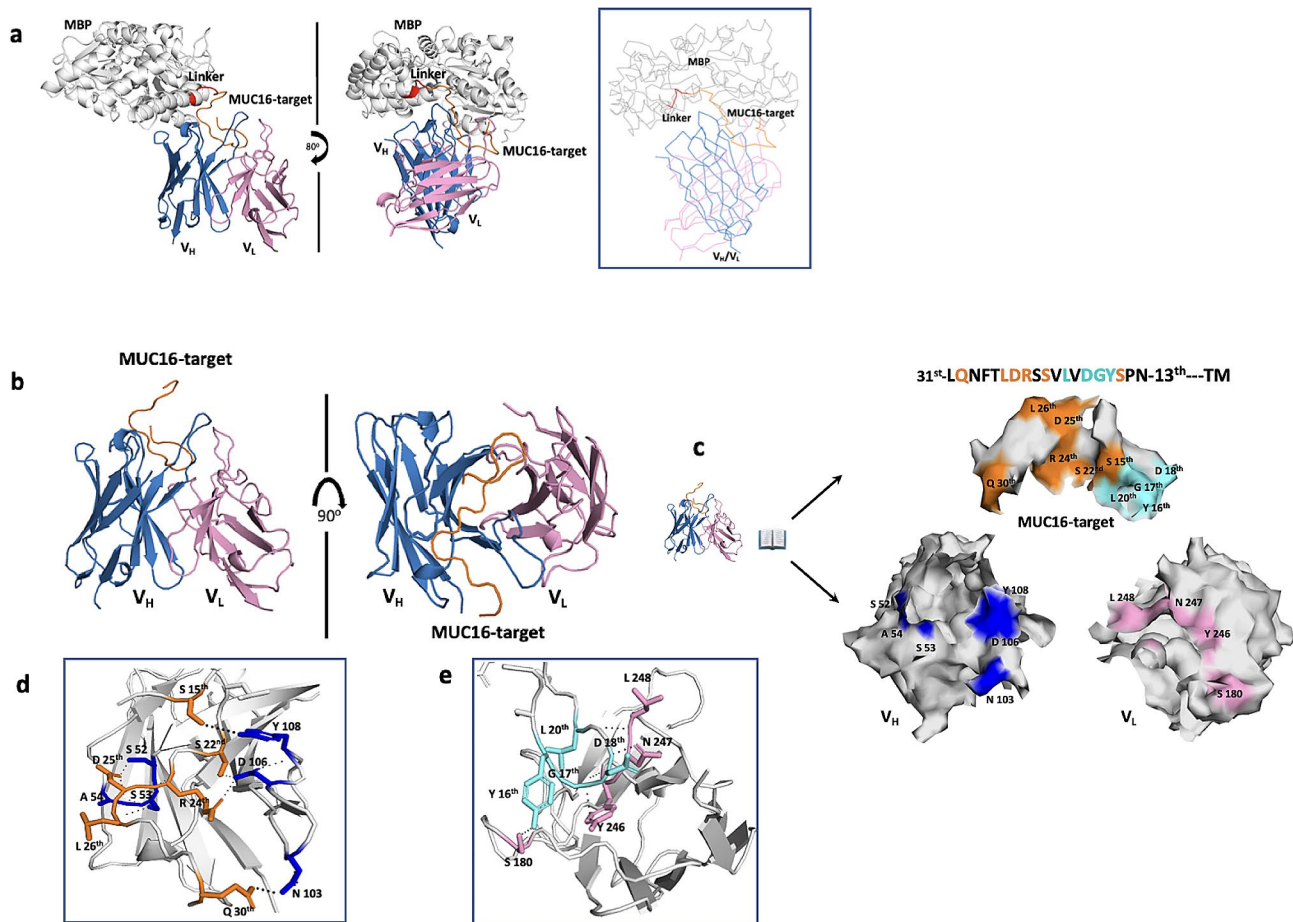 a
MBP
Linker
MUC16-target
VH
VL
80º
MBP
Linker
VH
MUC16-target
VL
MBP
Linker
MUC16-target
VH/VL
b
MUC16-target
VH
VL
90º
VH
VL
MUC16-target
c
31st-LQNFTLDRSSVLVDGYSPN-13th---TM
L 26th
D 25th
R 24th
S 22nd
S 15th
D 18th
G 17th
L 20th
Y 16th
Q 30th
MUC16-target
S 52
A 54
S 53
Y 108
D 106
N 103
VH
L 248
N 247
Y 246
S 180
VL
d
S 15th
Y 108
S 52
S 22nd
D 25th
D 106
A 54
S 53
R 24th
L 26th
N 103
Q 30th
e
L 248
L 20th
D 18th
N 247
G 17th
Y 16th
Y 246
S 180